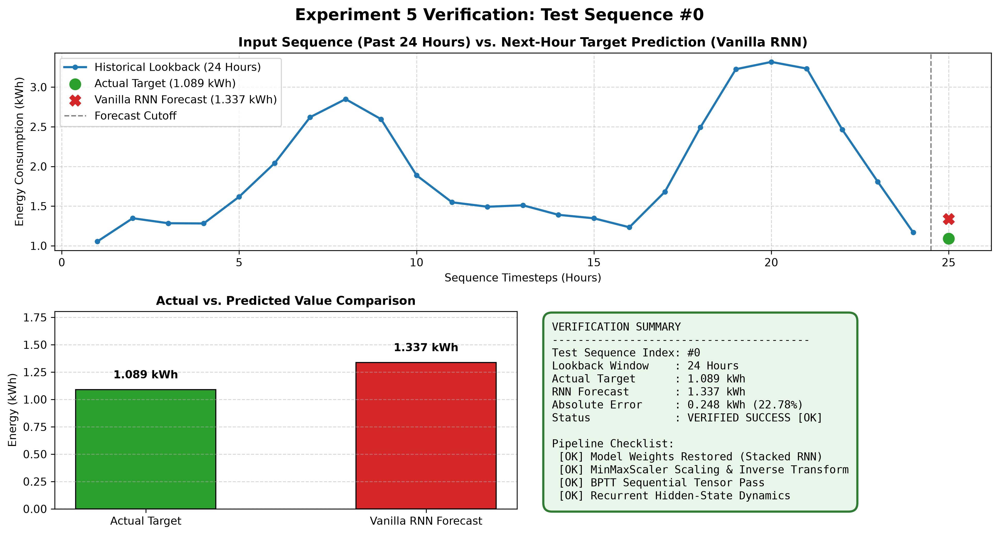 Experiment 5 Verification: Test Sequence #0
Input Sequence (Past 24 Hours) vs. Next-Hour Target Prediction (Vanilla RNN)
Historical Lookback (24 Hours)
Actual Target (1.089 kWh)
Vanilla RNN Forecast (1.337 kWh)
Forecast Cutoff
Energy Consumption (kWh)
3.0
2.5
2.0
1.5
1.0
0 5 10 15 20 25
Sequence Timesteps (Hours)
Actual vs. Predicted Value Comparison
Energy (kWh)
1.75
1.50
1.25
1.00
0.75
0.50
0.25
0.00
1.089 kWh
1.337 kWh
Actual Target Vanilla RNN Forecast
VERIFICATION SUMMARY
----------------------------------------
Test Sequence Index: #0
Lookback Window    : 24 Hours
Actual Target      : 1.089 kWh
RNN Forecast       : 1.337 kWh
Absolute Error     : 0.248 kWh (22.78%)
Status             : VERIFIED SUCCESS [OK]
Pipeline Checklist:
[OK] Model Weights Restored (Stacked RNN)
[OK] MinMaxScaler Scaling & Inverse Transform
[OK] BPTT Sequential Tensor Pass
[OK] Recurrent Hidden-State Dynamics